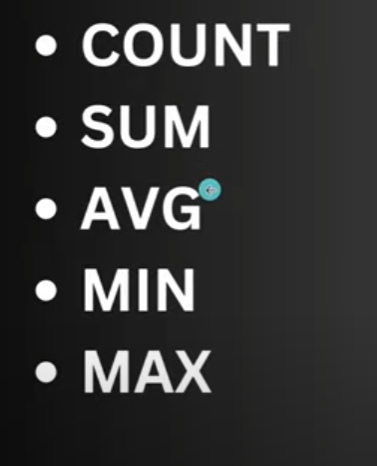 • COUNT
• SUM
• AVG
• MIN
• MAX